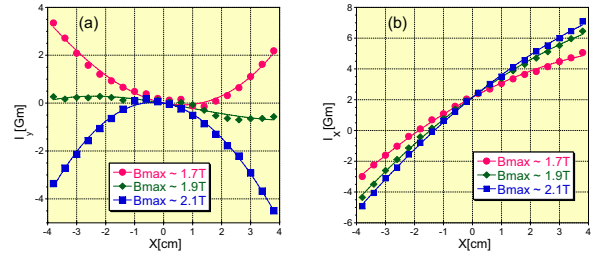 (a)
4
2
0
-2
-4
I_y [Gm]
-4 -3 -2 -1 0 1 2 3 4
X[cm]
Bmax ~ 1.7T
Bmax ~ 1.9T
Bmax ~ 2.1T
(b)
8
6
4
2
0
-2
-4
-6
I_x [Gm]
-4 -3 -2 -1 0 1 2 3 4
X[cm]
Bmax ~ 1.7T
Bmax ~ 1.9T
Bmax ~ 2.1T